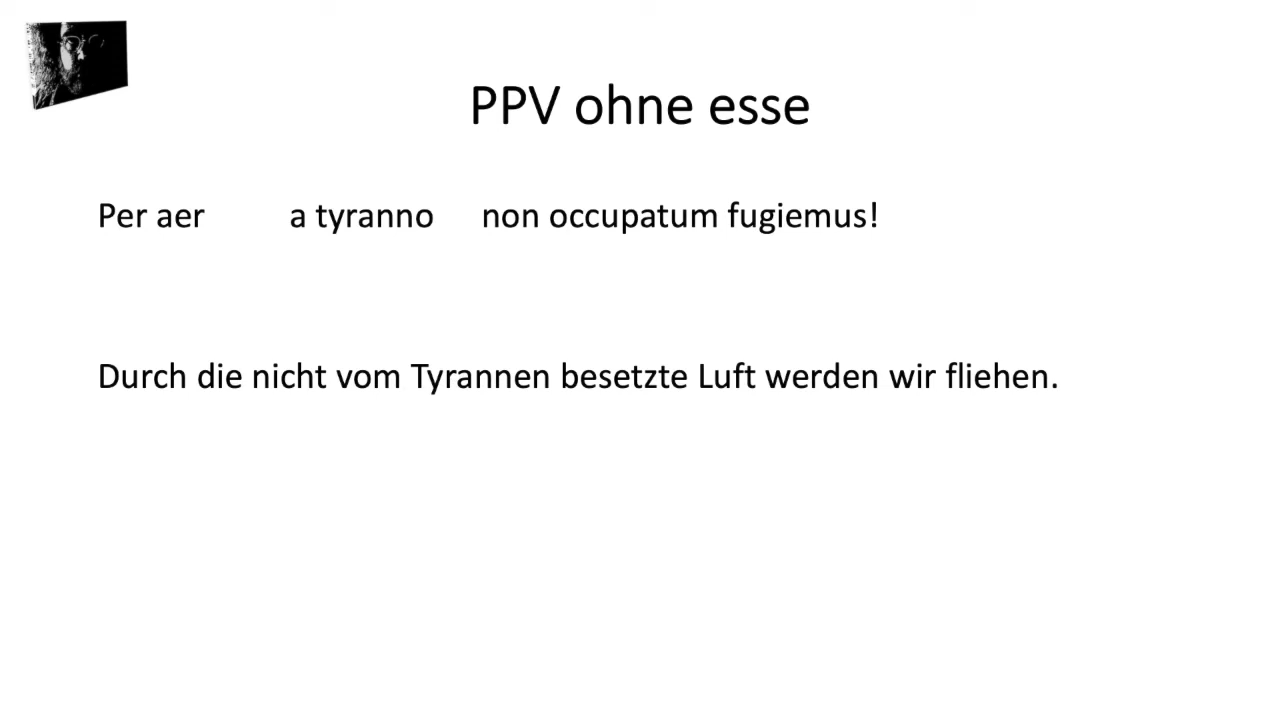 PPV ohne esse
Per aer a tyranno non occupatum fugiemus!
Durch die nicht vom Tyrannen besetzte Luft werden wir fliehen.